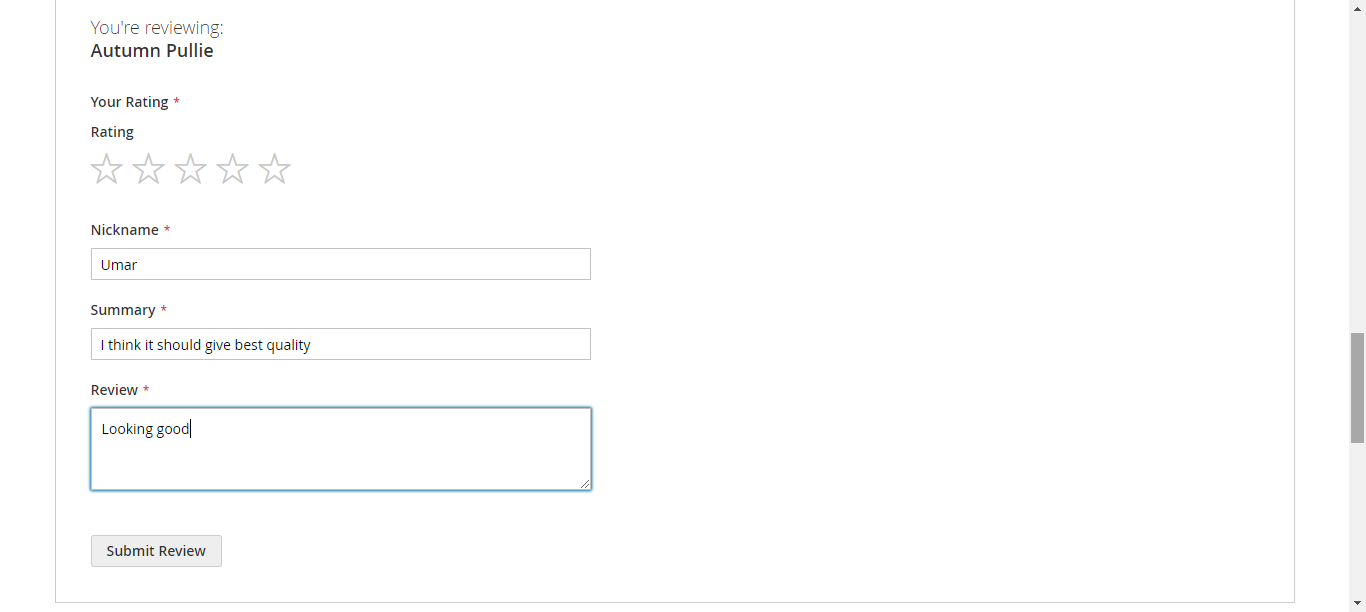 You're reviewing:
Autumn Pullie
Your Rating *
Rating
Nickname *
Umar
Summary *
I think it should give best quality
Review *
Looking good
Submit Review